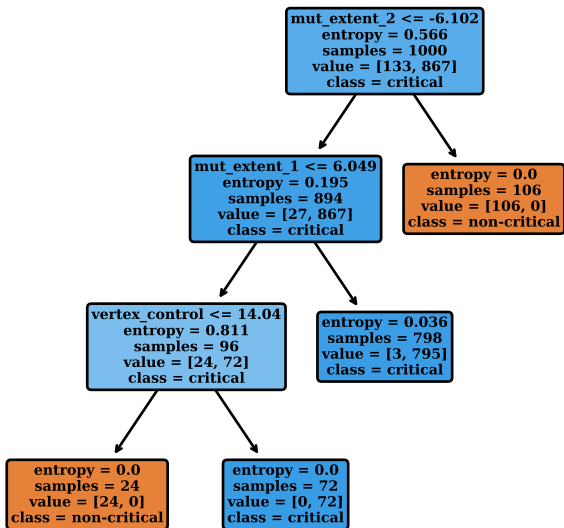 mut_extent_2 <= -6.102
entropy = 0.566
samples = 1000
value = [133, 867]
class = critical
mut_extent_1 <= 6.049
entropy = 0.195
samples = 894
value = [27, 867]
class = critical
entropy = 0.0
samples = 106
value = [106, 0]
class = non-critical
vertex_control <= 14.04
entropy = 0.811
samples = 96
value = [24, 72]
class = critical
entropy = 0.036
samples = 798
value = [3, 795]
class = critical
entropy = 0.0
samples = 24
value = [24, 0]
class = non-critical
entropy = 0.0
samples = 72
value = [0, 72]
class = critical